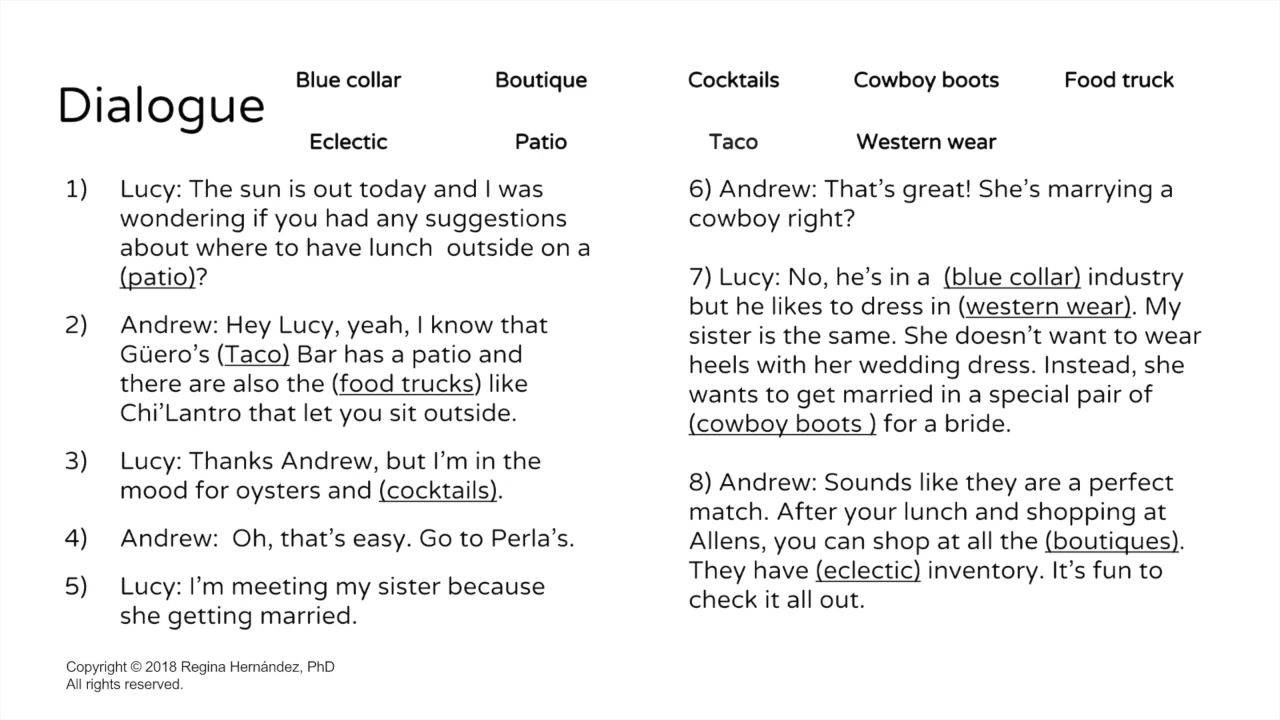 Dialogue
Blue collar Boutique Cocktails Cowboy boots Food truck
Eclectic Patio Taco Western wear
1) Lucy: The sun is out today and I was
wondering if you had any suggestions
about where to have lunch outside on a
(patio)?
2) Andrew: Hey Lucy, yeah, I know that
Güero’s (Taco) Bar has a patio and
there are also the (food trucks) like
Chi’Lantro that let you sit outside.
3) Lucy: Thanks Andrew, but I’m in the
mood for oysters and (cocktails).
4) Andrew: Oh, that’s easy. Go to Perla’s.
5) Lucy: I’m meeting my sister because
she getting married.
6) Andrew: That’s great! She’s marrying a
cowboy right?
7) Lucy: No, he’s in a (blue collar) industry
but he likes to dress in (western wear). My
sister is the same. She doesn’t want to wear
heels with her wedding dress. Instead, she
wants to get married in a special pair of
(cowboy boots ) for a bride.
8) Andrew: Sounds like they are a perfect
match. After your lunch and shopping at
Allens, you can shop at all the (boutiques).
They have (eclectic) inventory. It’s fun to
check it all out.
Copyright © 2018 Regina Hernández, PhD
All rights reserved.